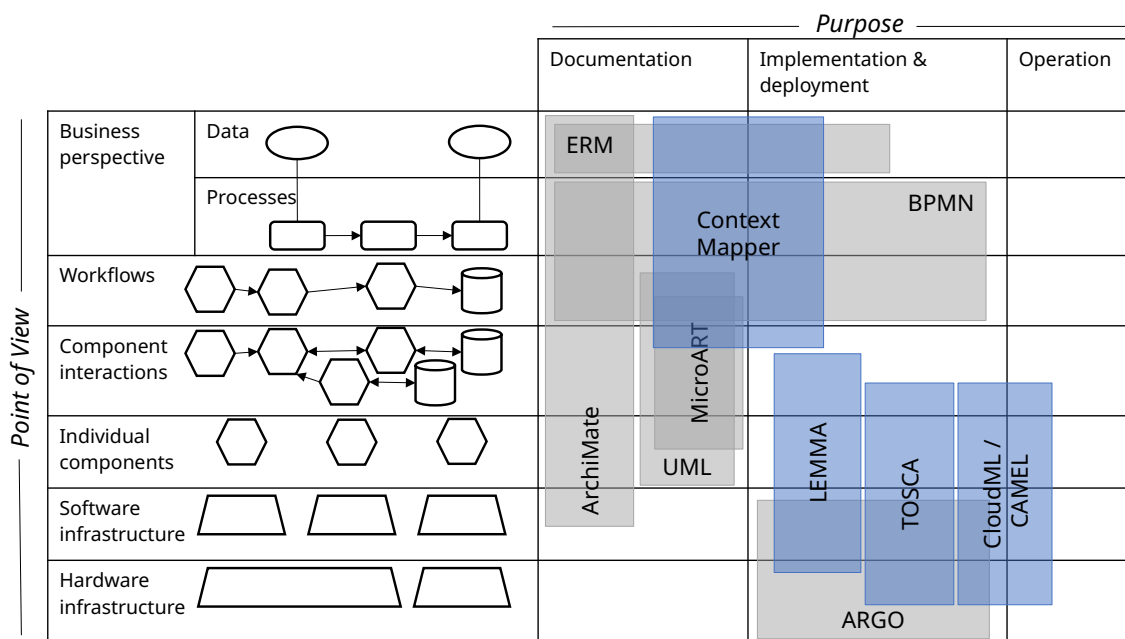 Purpose
Documentation
Implementation &
deployment
Operation
Point of View
Business
perspective
Data
Processes
Workflows
Component
interactions
Individual
components
Software
infrastructure
Hardware
infrastructure
ERM
BPMN
Context
Mapper
MicroART
UML
ArchiMate
LEMMA
TOSCA
CloudML /
CAMEL
ARGO